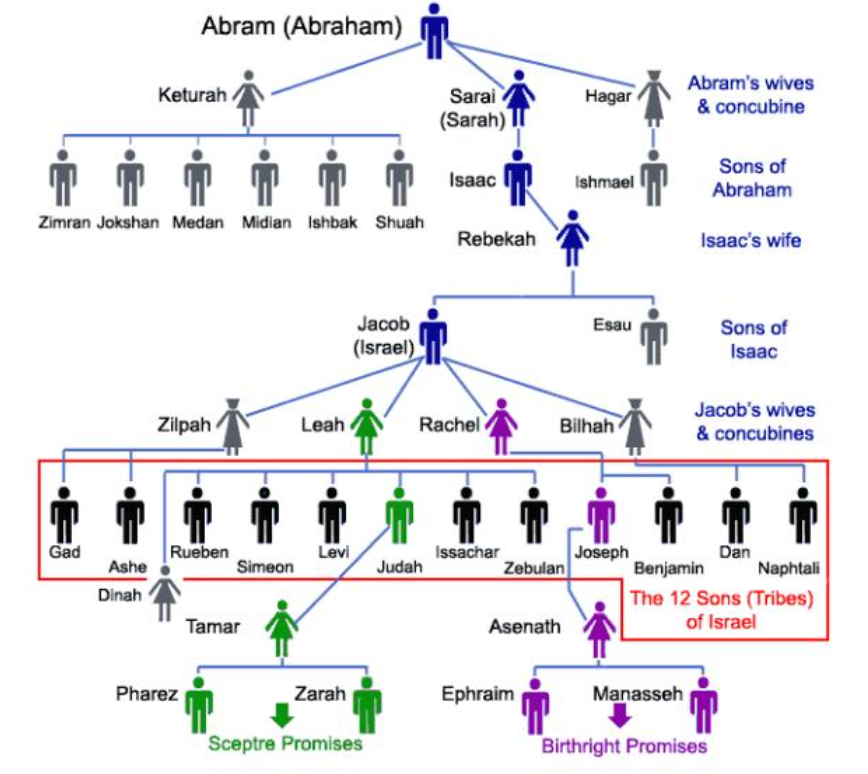 Abram (Abraham)
Keturah
Sarai
(Sarah)
Hagar
Abram's wives
& concubine
Zimran Jokshan Medan Midian Ishbak Shuah
Isaac
Ishmael
Sons of
Abraham
Rebekah
Isaac's wife
Jacob
(Israel)
Esau
Sons of
Isaac
Zilpah
Leah
Rachel
Bilhah
Jacob's wives
& concubines
Gad
Ashe
Rueben
Simeon
Levi
Judah
Issachar
Zebulan
Joseph
Benjamin
Dan
Naphtali
Dinah
The 12 Sons (Tribes)
of Israel
Tamar
Asenath
Pharez
Zarah
Ephraim
Manasseh
Sceptre Promises
Birthright Promises